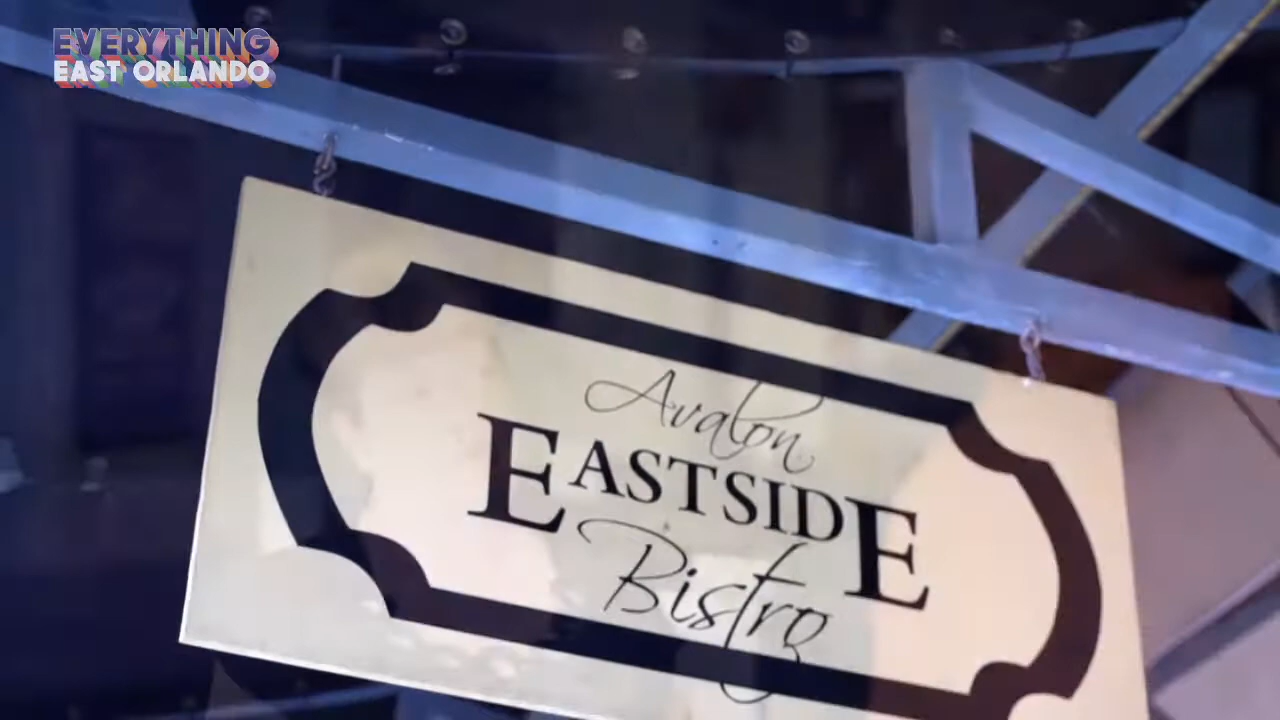 EVERYTHING
EAST ORLANDO
Avalon
EASTSIDE
Bistro